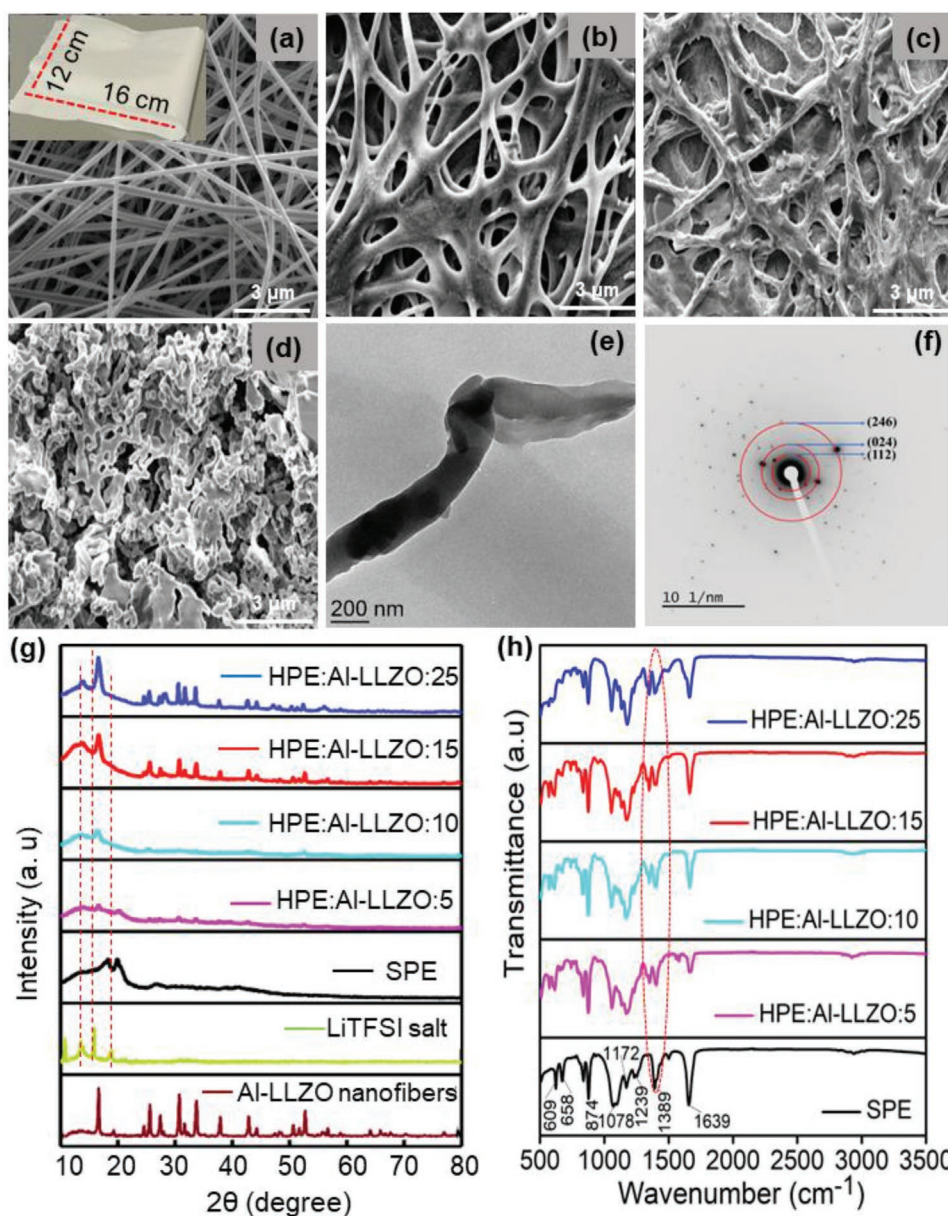 (a)
12 cm
16 cm
3 µm
(b)
3 µm
(c)
3 µm
(d)
3 µm
(e)
200 nm
(f)
(246)
(024)
(112)
10 1/nm
(g)
HPE:Al-LLZO:25
HPE:Al-LLZO:15
HPE:Al-LLZO:10
HPE:Al-LLZO:5
SPE
LiTFSI salt
Al-LLZO nanofibers
Intensity (a. u)
10 20 30 40 50 60 70 80
2θ (degree)
(h)
HPE:Al-LLZO:25
HPE:Al-LLZO:15
HPE:Al-LLZO:10
HPE:Al-LLZO:5
SPE
609
658
874
1078
1172
1239
1389
1639
Transmittance (a.u)
500 1000 1500 2000 2500 3000 3500
Wavenumber (cm-1)